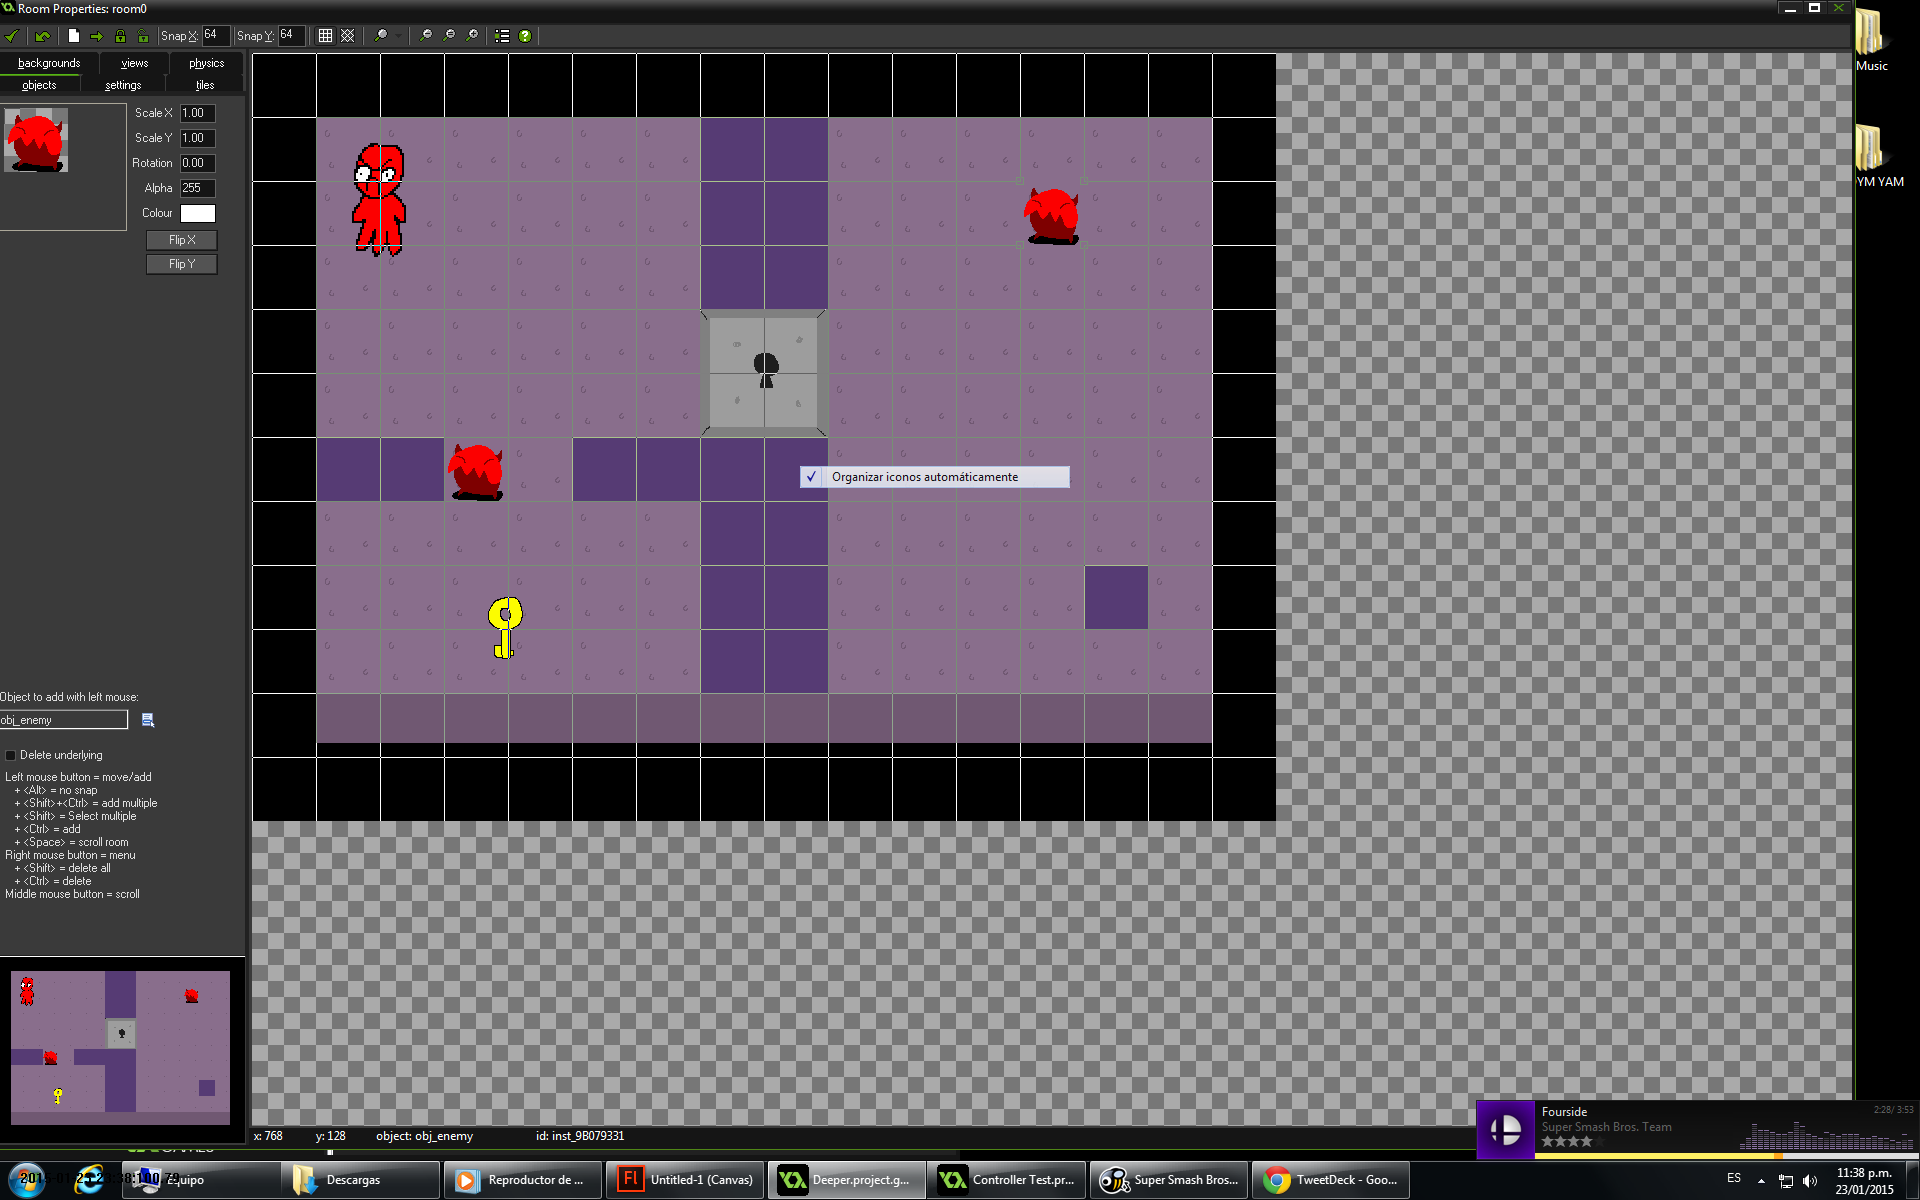 Room Properties: room0
Snap X: 64 Snap Y: 64
backgrounds views physics
objects settings tiles
Scale X 1.00
Scale Y 1.00
Rotation 0.00
Alpha 255
Colour
Flip X
Flip Y
Object to add with left mouse:
obj_enemy
Delete underlying
Left mouse button = move/add
+ <Alt> = no snap
+ <Shift>+<Ctrl> = add multiple
+ <Shift> = Select multiple
+ <Ctrl> = add
+ <Space> = scroll room
Right mouse button = menu
+ <Shift> = delete all
+ <Ctrl> = delete
Middle mouse button = scroll
Organizar iconos automáticamente
Music
YM YAM
x: 768 y: 128 object: obj_enemy id: inst_9B079331
Fourside 2:28/ 3:53
Super Smash Bros. Team
Equipo
Descargas
Reproductor de ...
Fl Untitled-1 (Canvas)
Deeper.project.g...
Controller Test.pr...
Super Smash Bros...
TweetDeck - Goo...
ES
11:38 p.m.
23/01/2015